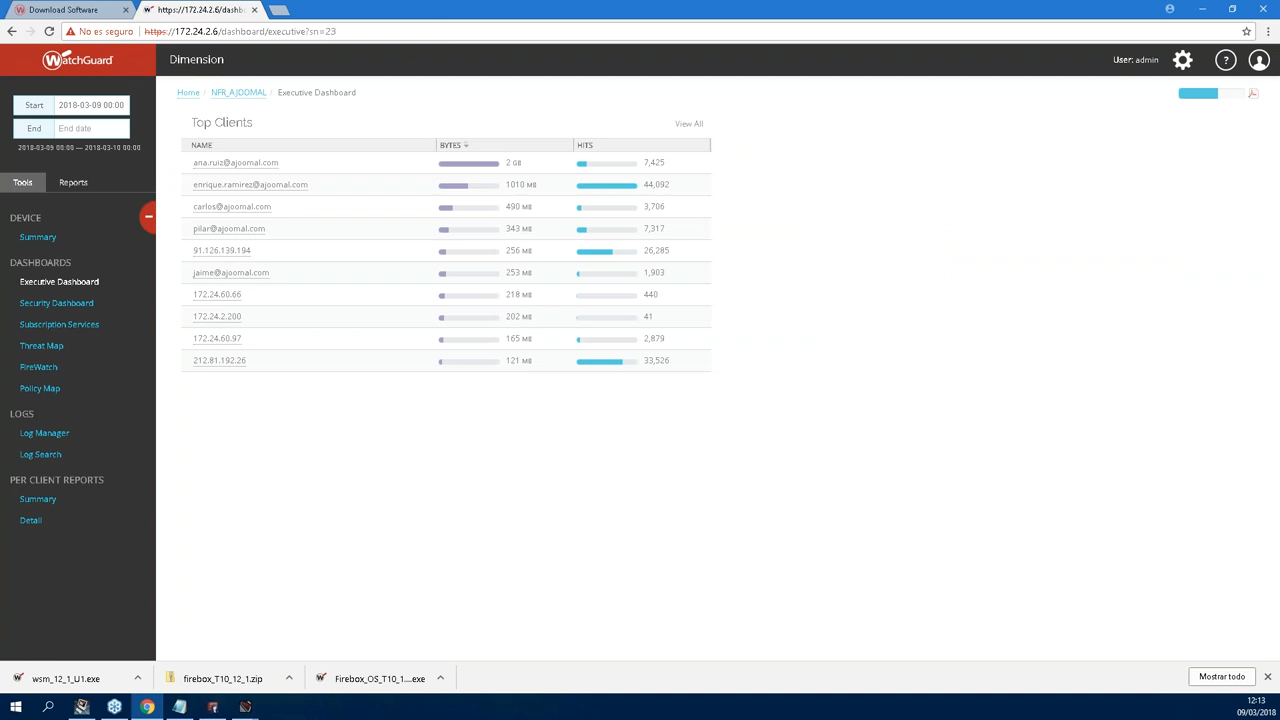 Download Software
https://172.24.2.6/dashb
No es seguro
https://172.24.2.6/dashboard/executive?sn=23
WatchGuard
Dimension
User: admin
?
Start
2018-03-09 00:00
End
End date
2018-03-09 00:00 — 2018-03-10 00:00
Tools
Reports
DEVICE
Summary
DASHBOARDS
Executive Dashboard
Security Dashboard
Subscription Services
Threat Map
FireWatch
Policy Map
LOGS
Log Manager
Log Search
PER CLIENT REPORTS
Summary
Detail
Home / NFR_AJOOMAL / Executive Dashboard
Top Clients
View All
NAME BYTES HITS
ana.ruiz@ajoomal.com 2 GB 7,425
enrique.ramirez@ajoomal.com 1010 MB 44,092
carlos@ajoomal.com 490 MB 3,706
pilar@ajoomal.com 343 MB 7,317
91.126.139.194 256 MB 26,285
jaime@ajoomal.com 253 MB 1,903
172.24.60.66 218 MB 440
172.24.2.200 202 MB 41
172.24.60.97 165 MB 2,879
212.81.192.26 121 MB 33,526
wsm_12_1_U1.exe
firebox_T10_12_1.zip
Firebox_OS_T10_1....exe
Mostrar todo
12:13
09/03/2018